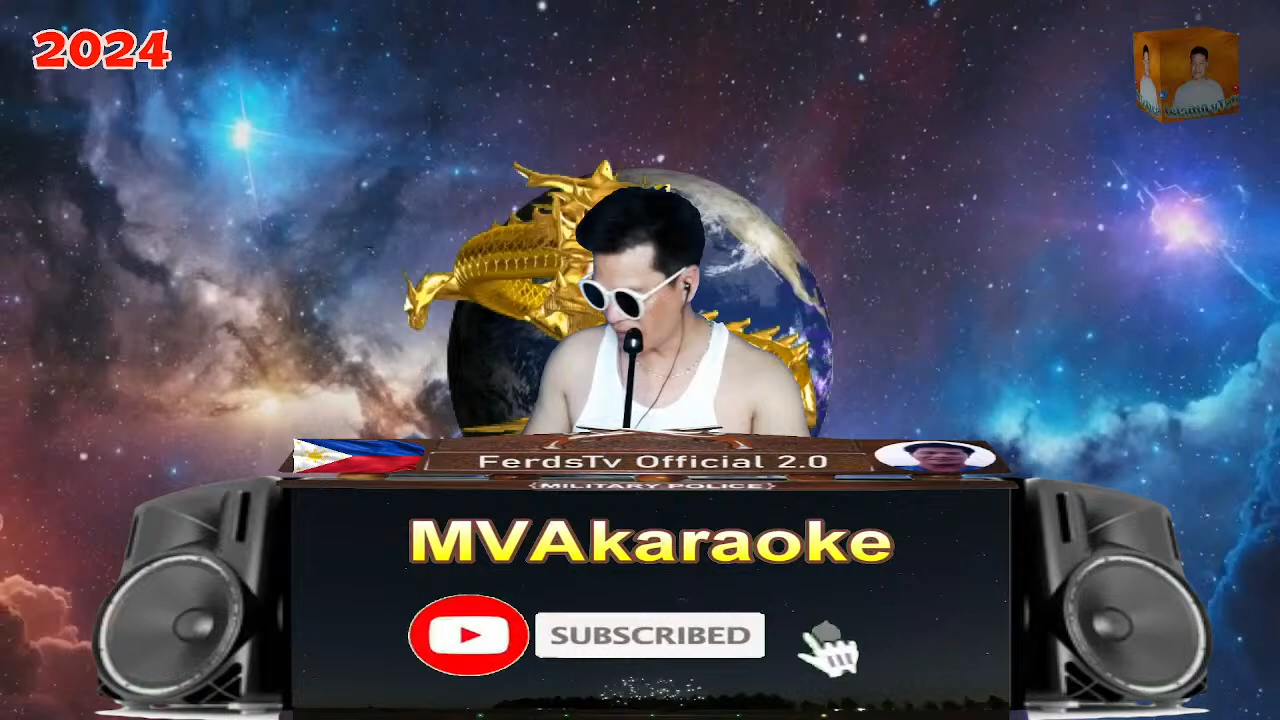 2024
FerdsTv Official 2.0
MILITARY POLICE
MVAkaraoke
SUBSCRIBED